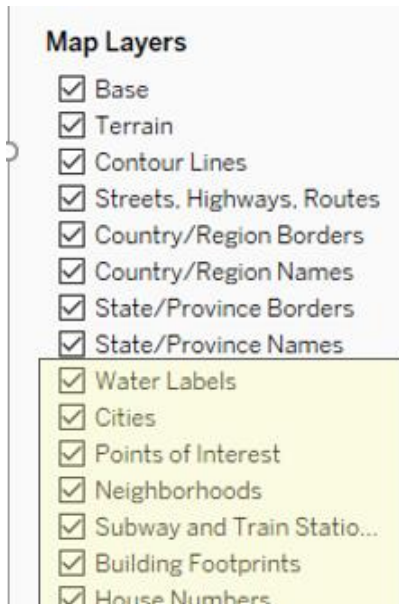 Map Layers
Base
Terrain
Contour Lines
Streets, Highways, Routes
Country/Region Borders
Country/Region Names
State/Province Borders
State/Province Names
Water Labels
Cities
Points of Interest
Neighborhoods
Subway and Train Statio...
Building Footprints
House Numbers